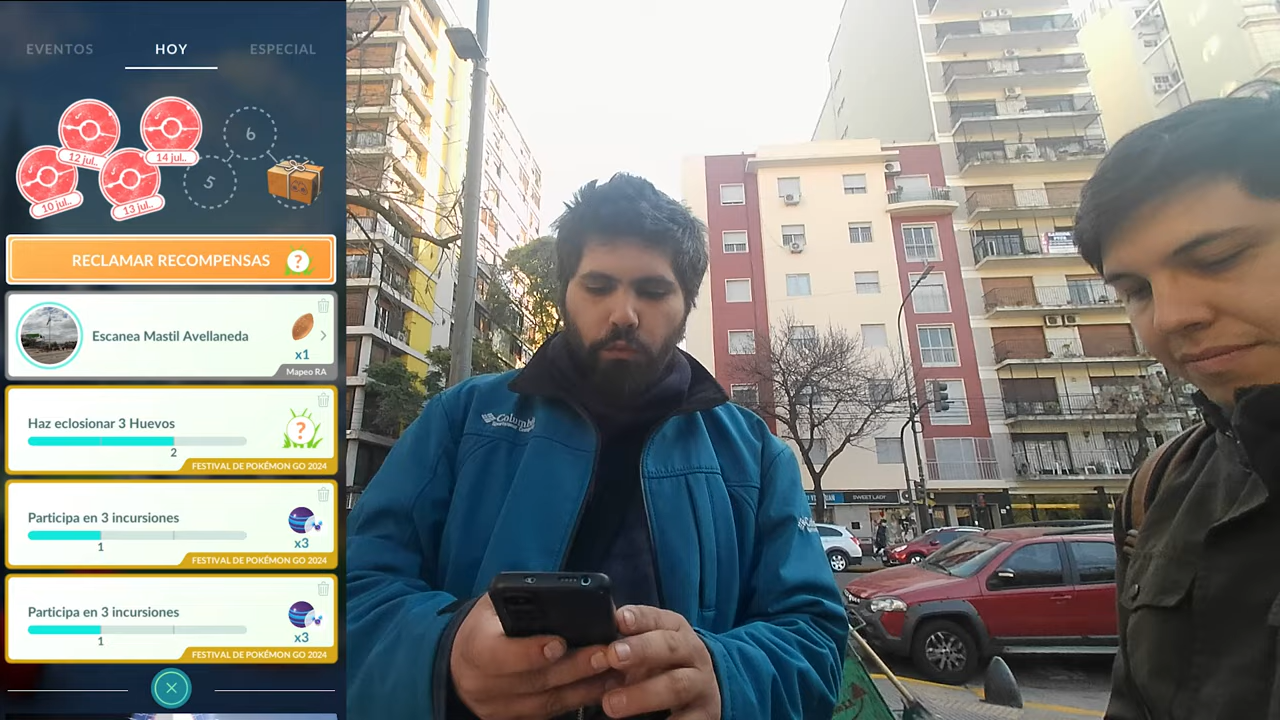 EVENTOS
HOY
ESPECIAL
12 jul..
14 jul..
6
10 jul..
13 jul..
5
RECLAMAR RECOMPENSAS
?
Escanea Mastil Avellaneda
x1
Mapeo RA
Haz eclosionar 3 Huevos
?
2
FESTIVAL DE POKÉMON GO 2024
Participa en 3 incursiones
1
x3
FESTIVAL DE POKÉMON GO 2024
Participa en 3 incursiones
1
x3
FESTIVAL DE POKÉMON GO 2024
Columbia
SWEET LADY